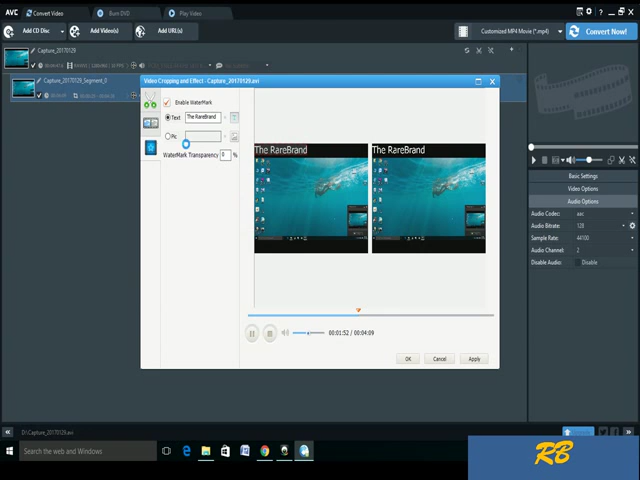 AVC Convert Video Burn DVD Play Video
Add CD Disc Add Video(s) Add URL(s) Customized MP4 Movie (*.mp4) Convert Now!
Capture_20170129
Capture_20170129_Segment_0
Video Cropping and Effect - Capture_20170129.avi
Enable WaterMark
Text The RareBrand
Pic
WaterMark Transparency 0 %
The RareBrand
The RareBrand
00:01:52 / 00:04:09
OK Cancel Apply
Basic Settings
Video Options
Audio Options
Audio Codec: aac
Audio Bitrate: 128
Sample Rate: 44100
Audio Channel: 2
Disable Audio: Disable
D:\Capture_20170129.avi
Search the web and Windows
RB